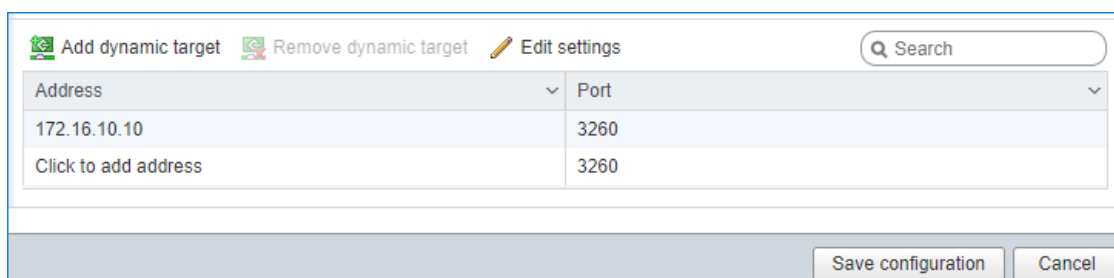 Add dynamic target Remove dynamic target Edit settings Search
Address Port
172.16.10.10 3260
Click to add address 3260
Save configuration Cancel